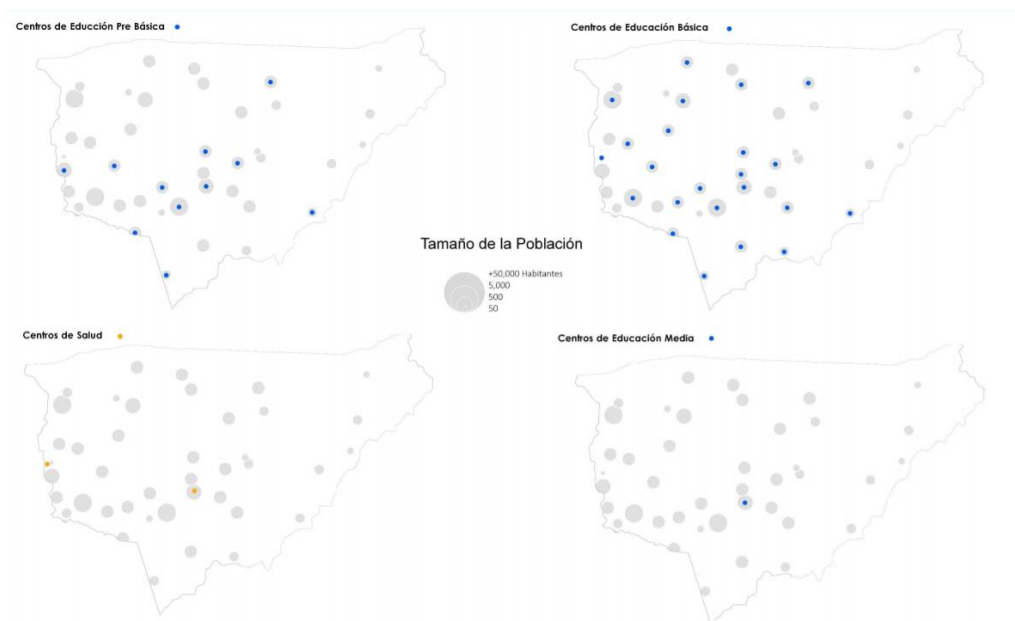 Centros de Educción Pre Básica
Centros de Educación Básica
Tamaño de la Población
+50,000 Habitantes
5,000
500
50
Centros de Salud
Centros de Educación Media